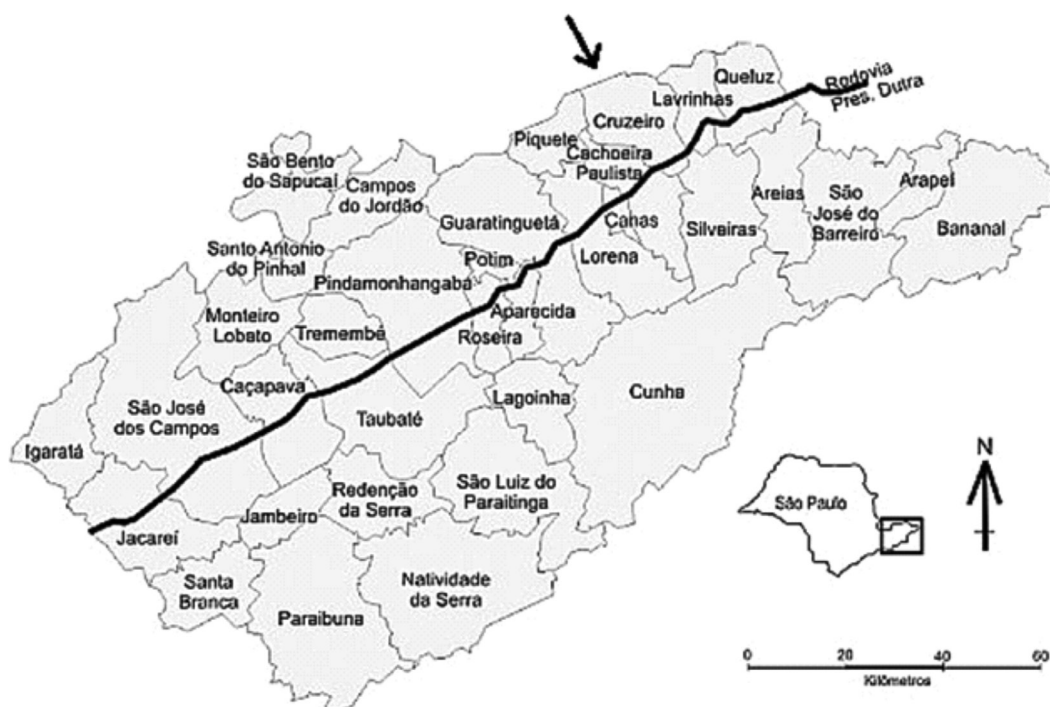 Queluz
Rodovia
Pres. Dutra
Lavrinhas
Cruzeiro
Piquete
Cachoeira
Paulista
São Bento
do Sapucaí
Campos
do Jordão
Guaratinguetá
Canas
Silveiras
Areias
São
José do
Barreiro
Arapeí
Bananal
Santo Antonio
do Pinhal
Potim
Lorena
Pindamonhangaba
Monteiro
Lobato
Tremembé
Aparecida
Roseira
Caçapava
Lagoinha
Cunha
São José
dos Campos
Taubaté
Igaratá
Redenção
da Serra
São Luiz do
Paraitinga
Jambeiro
Jacareí
Santa
Branca
Natividade
da Serra
Paraibuna
São Paulo
N
0 20 40 60
Kilômetros